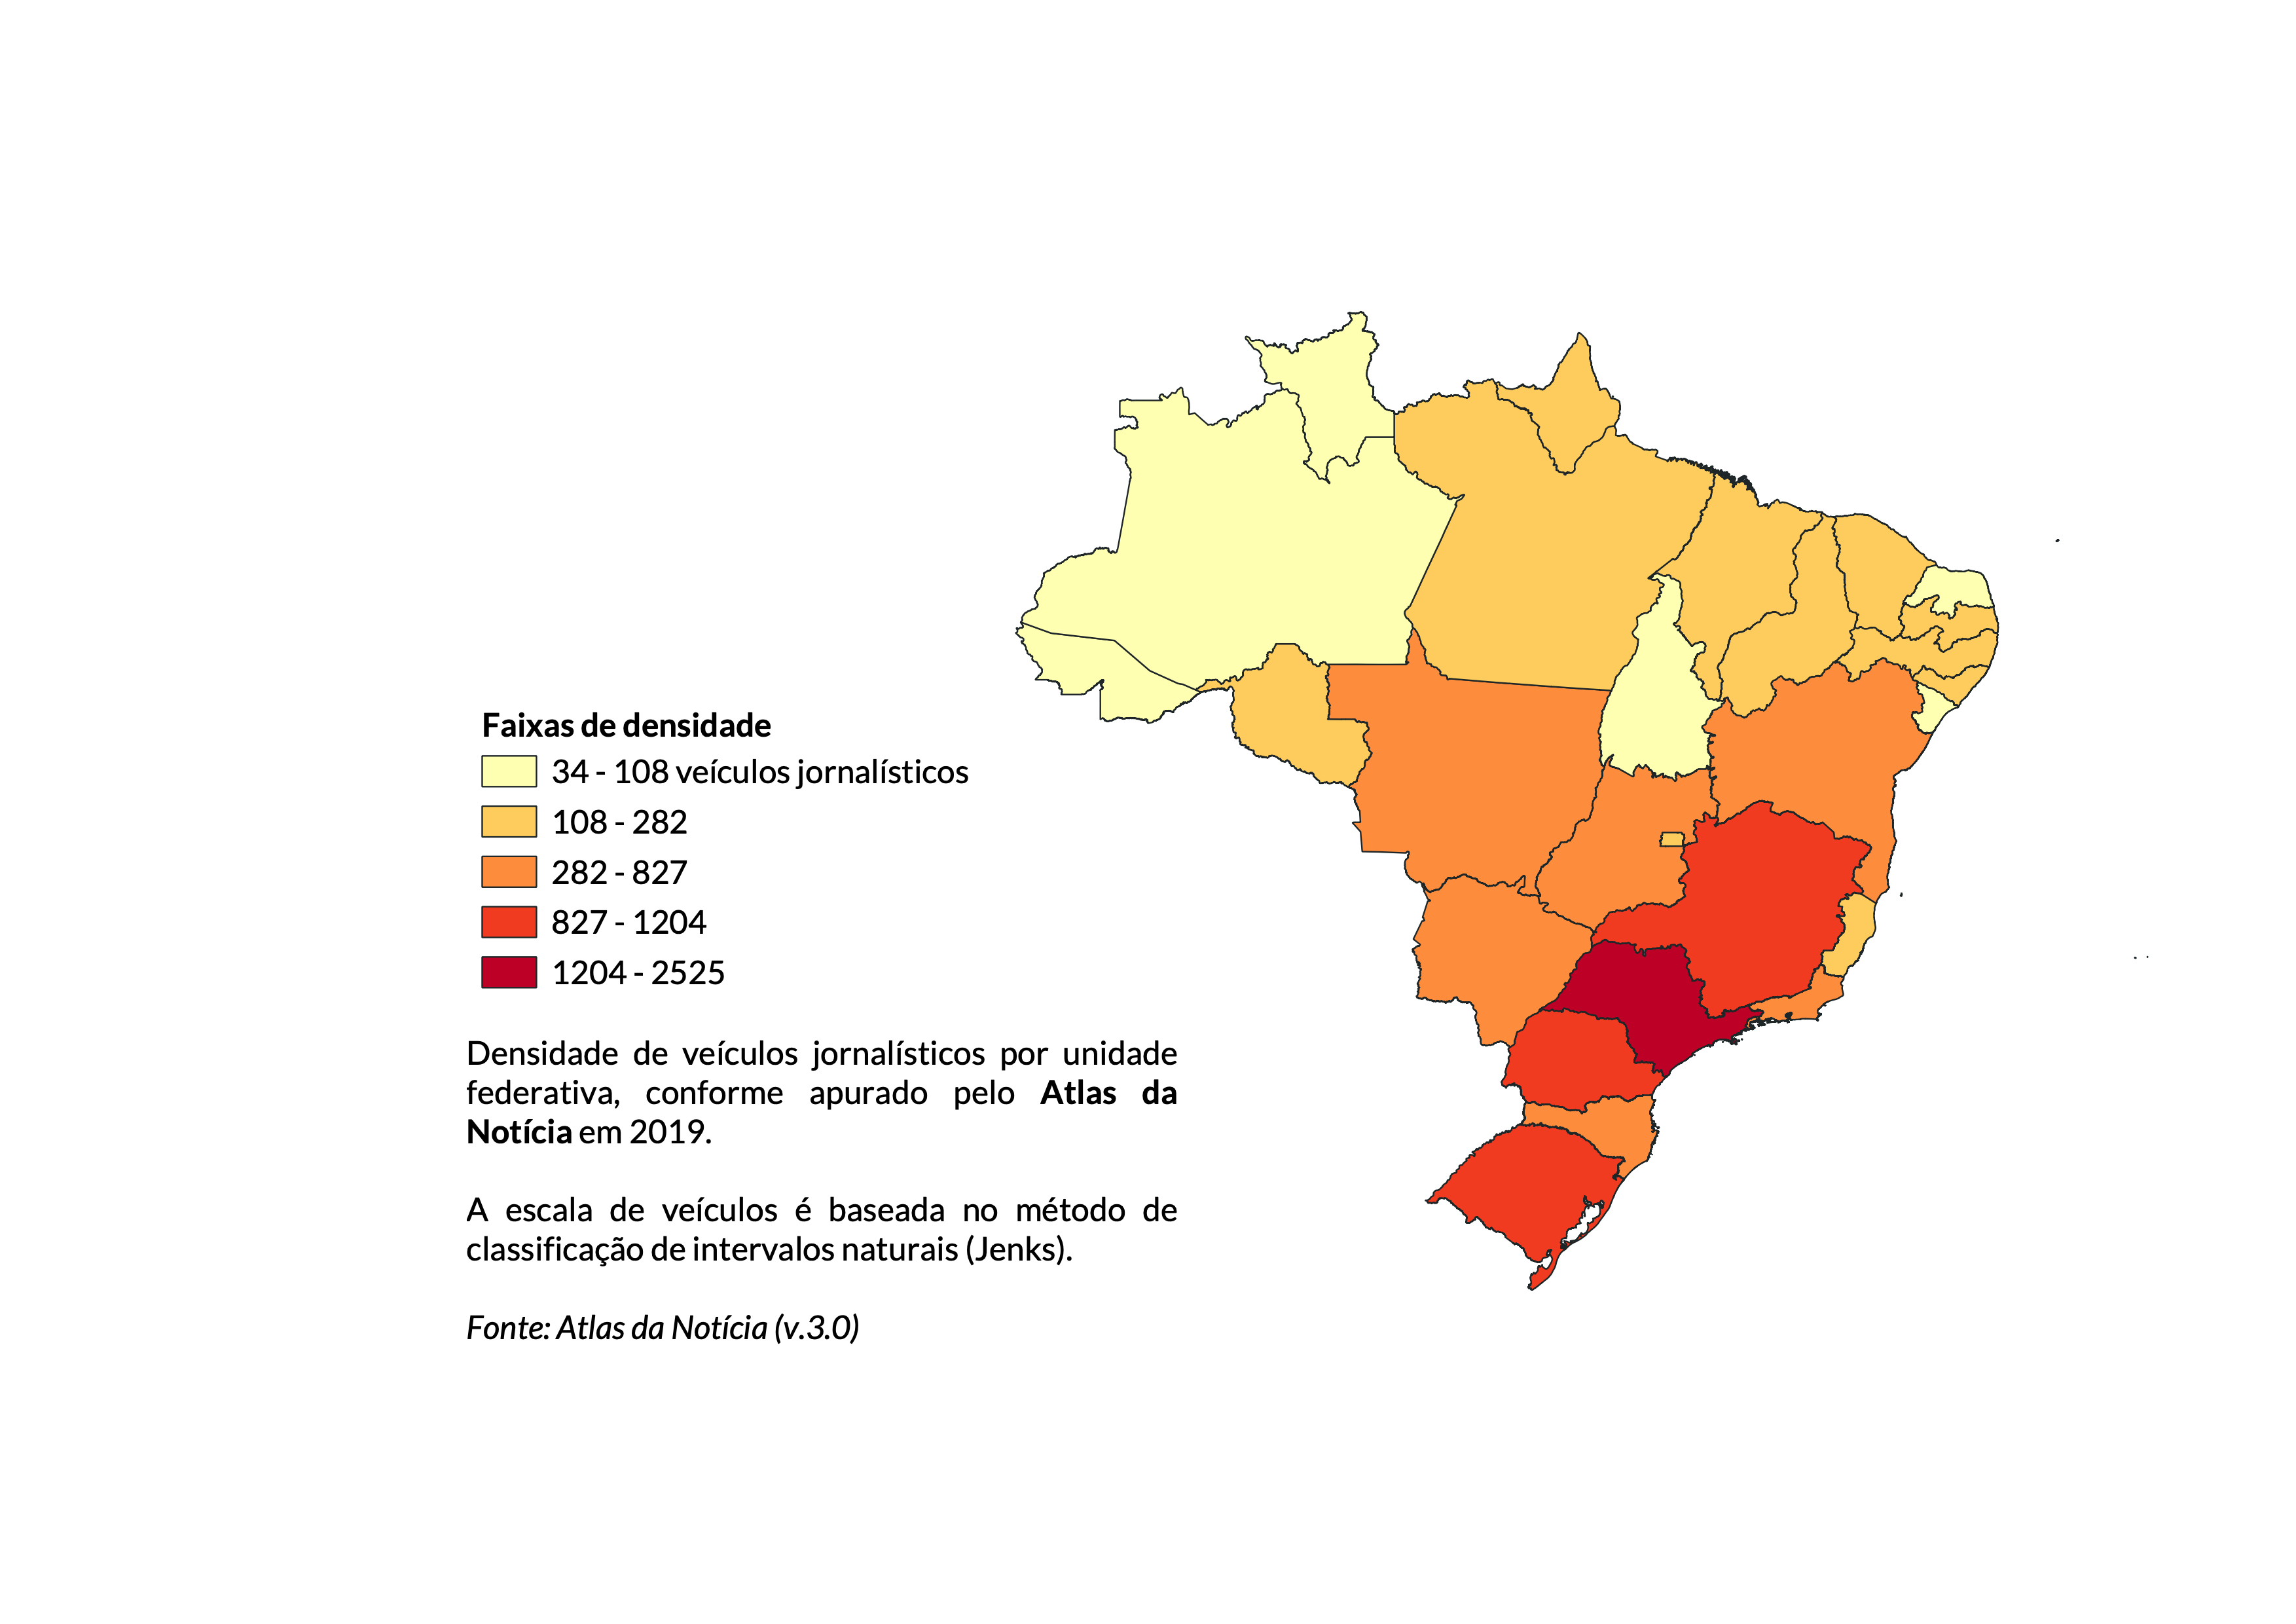 Faixas de densidade
34 - 108 veículos jornalísticos
108 - 282
282 - 827
827 - 1204
1204 - 2525
Densidade de veículos jornalísticos por unidade
federativa, conforme apurado pelo Atlas da
Notícia em 2019.
A escala de veículos é baseada no método de
classificação de intervalos naturais (Jenks).
Fonte: Atlas da Notícia (v.3.0)